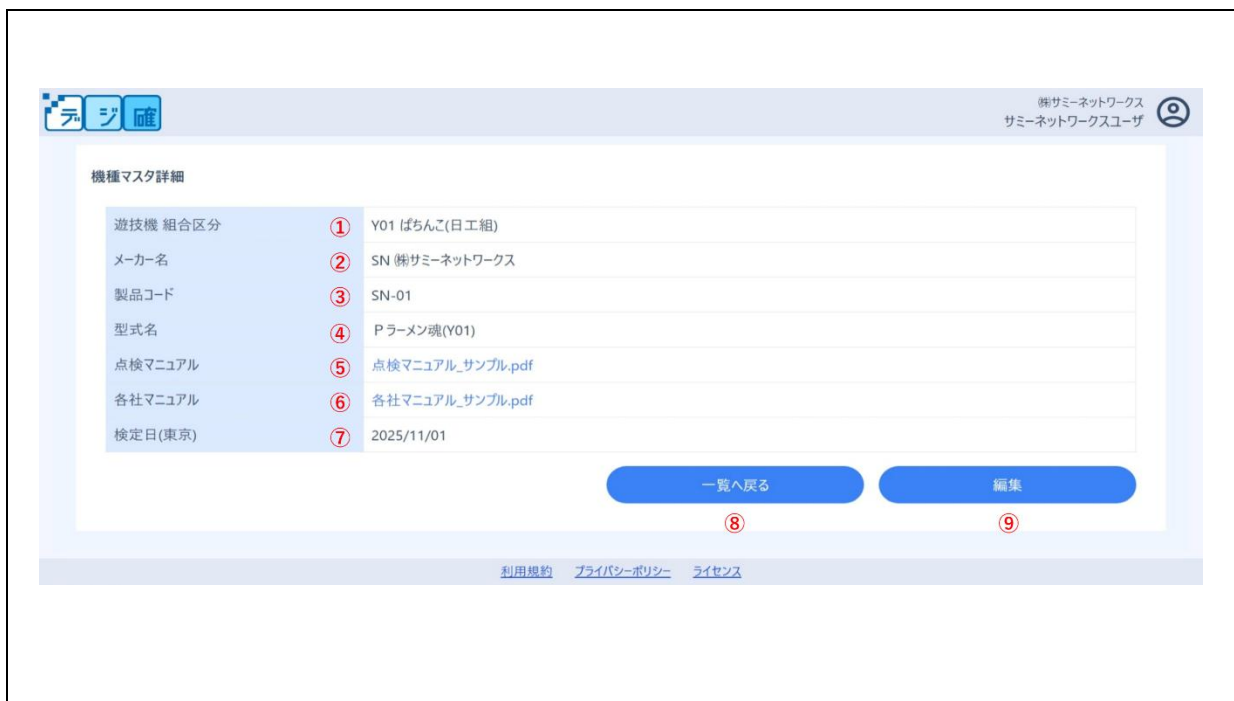 デジ確
㈱サミーネットワークス
サミーネットワークスユーザ
機種マスタ詳細
遊技機 組合区分 ① Y01 ぱちんこ(日工組)
メーカー名 ② SN ㈱サミーネットワークス
製品コード ③ SN-01
型式名 ④ Ｐラーメン魂(Y01)
点検マニュアル ⑤ 点検マニュアル_サンプル.pdf
各社マニュアル ⑥ 各社マニュアル_サンプル.pdf
検定日(東京) ⑦ 2025/11/01
一覧へ戻る 編集
⑧ ⑨
利用規約 プライバシーポリシー ライセンス